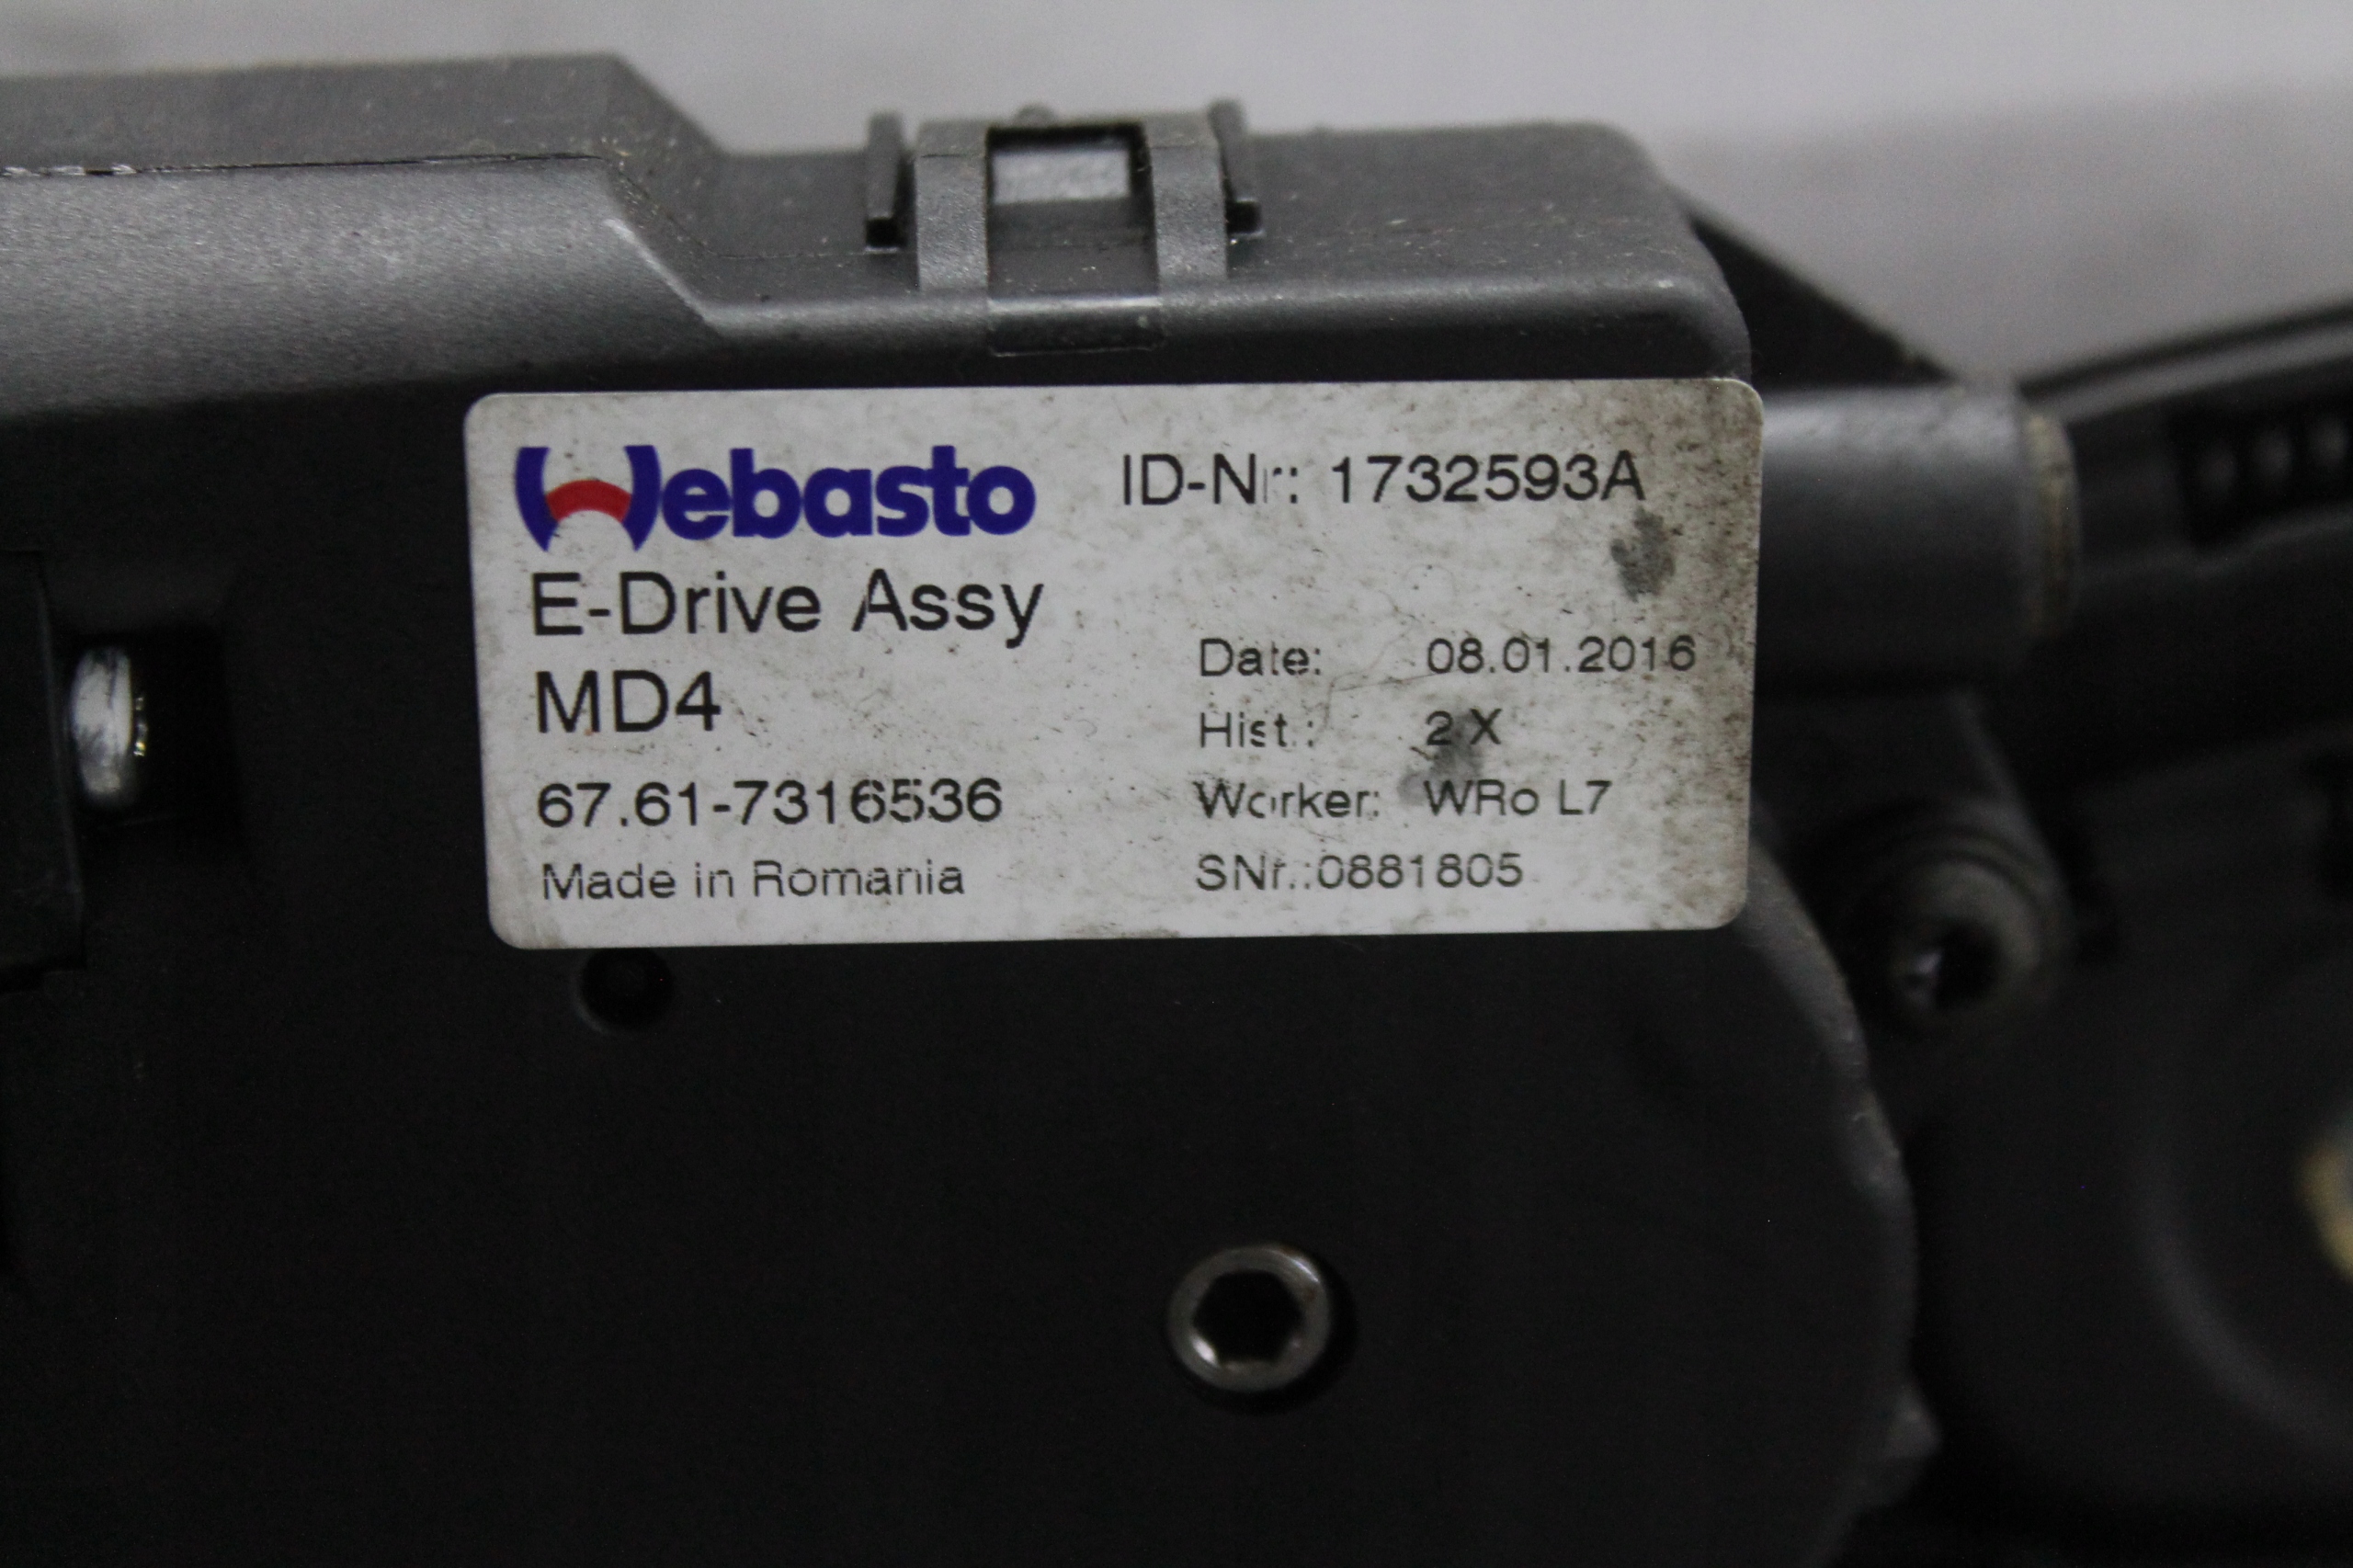 Webasto ID-Nr: 1732593A
E-Drive Assy
MD4
67.61-7316536
Made in Romania
Date: 08.01.2016
Hist.: 2 X
Worker: WRo L7
SNr.:0881805